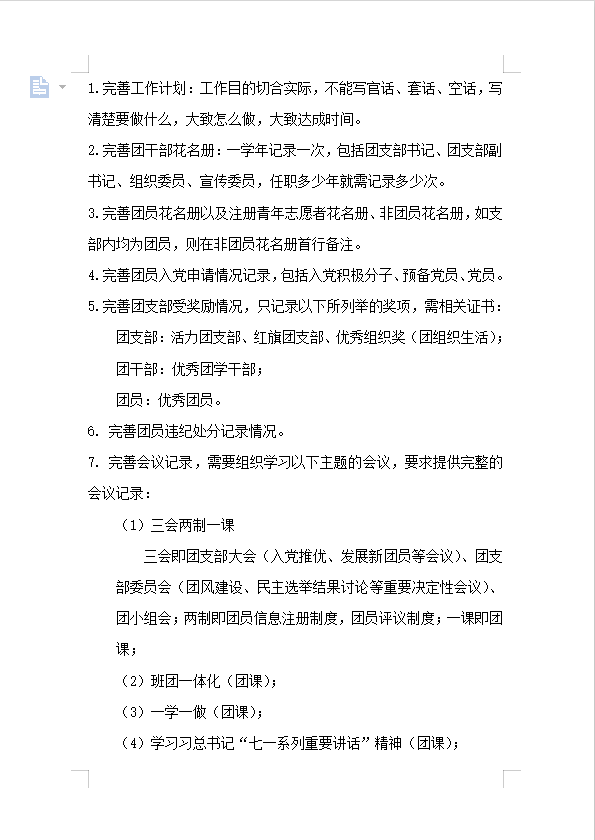 1.完善工作计划：工作目的切合实际，不能写官话、套话、空话，写
清楚要做什么，大致怎么做，大致达成时间。
2.完善团干部花名册：一学年记录一次，包括团支部书记、团支部副
书记、组织委员、宣传委员，任职多少年就需记录多少次。
3.完善团员花名册以及注册青年志愿者花名册、非团员花名册，如支
部内均为团员，则在非团员花名册首行备注。
4.完善团员入党申请情况记录，包括入党积极分子、预备党员、党员。
5.完善团支部受奖励情况，只记录以下所列举的奖项，需相关证书：
团支部：活力团支部、红旗团支部、优秀组织奖（团组织生活）；
团干部：优秀团学干部；
团员：优秀团员。
6. 完善团员违纪处分记录情况。
7. 完善会议记录，需要组织学习以下主题的会议，要求提供完整的
会议记录：
（1）三会两制一课
三会即团支部大会（入党推优、发展新团员等会议）、团支
部委员会（团风建设、民主选举结果讨论等重要决定性会议）、
团小组会；两制即团员信息注册制度，团员评议制度；一课即团
课；
（2）班团一体化（团课）；
（3）一学一做（团课）；
（4）学习习总书记“七一系列重要讲话”精神（团课）；